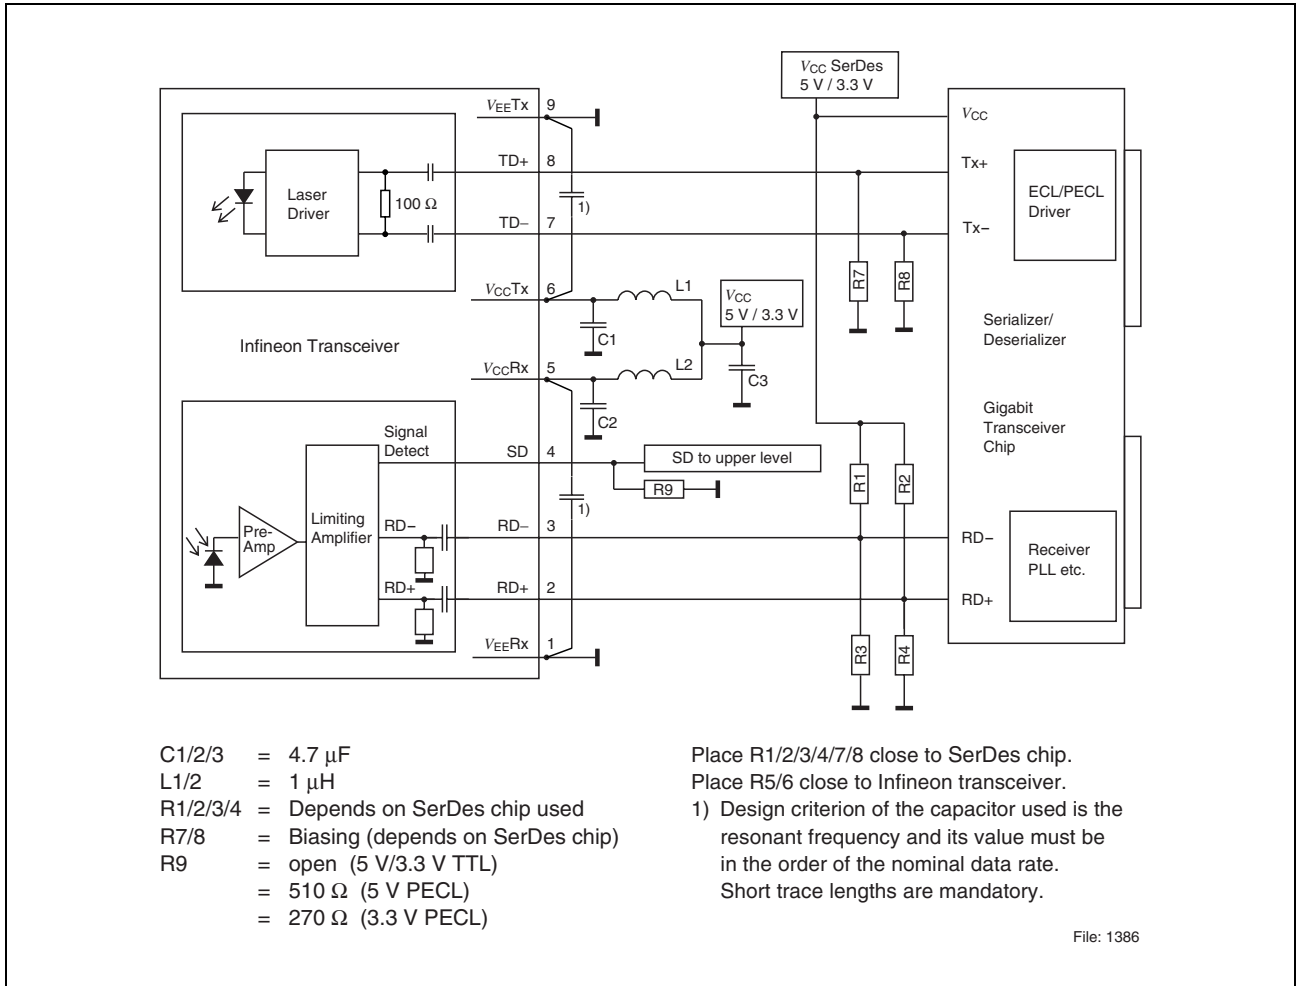 VCC SerDes
5 V / 3.3 V
VEETx 9
VCC
TD+ 8
Tx+
Laser
Driver
100 Ω
1)
ECL/PECL
Driver
TD– 7
Tx–
R7
R8
VCCTx 6
L1
VCC
5 V / 3.3 V
C1
Serializer/
Deserializer
Infineon Transceiver
VCCRx 5
L2
C3
C2
Gigabit
Transceiver
Chip
Signal
Detect
SD 4
SD to upper level
R9
R1
R2
1)
Pre-
Amp
Limiting
Amplifier
RD–
RD– 3
RD–
Receiver
PLL etc.
RD+
RD+ 2
RD+
VEERx 1
R3
R4
C1/2/3 = 4.7 µF
L1/2 = 1 µH
R1/2/3/4 = Depends on SerDes chip used
R7/8 = Biasing (depends on SerDes chip)
R9 = open (5 V/3.3 V TTL)
= 510 Ω (5 V PECL)
= 270 Ω (3.3 V PECL)
Place R1/2/3/4/7/8 close to SerDes chip.
Place R5/6 close to Infineon transceiver.
1) Design criterion of the capacitor used is the
resonant frequency and its value must be
in the order of the nominal data rate.
Short trace lengths are mandatory.
File: 1386